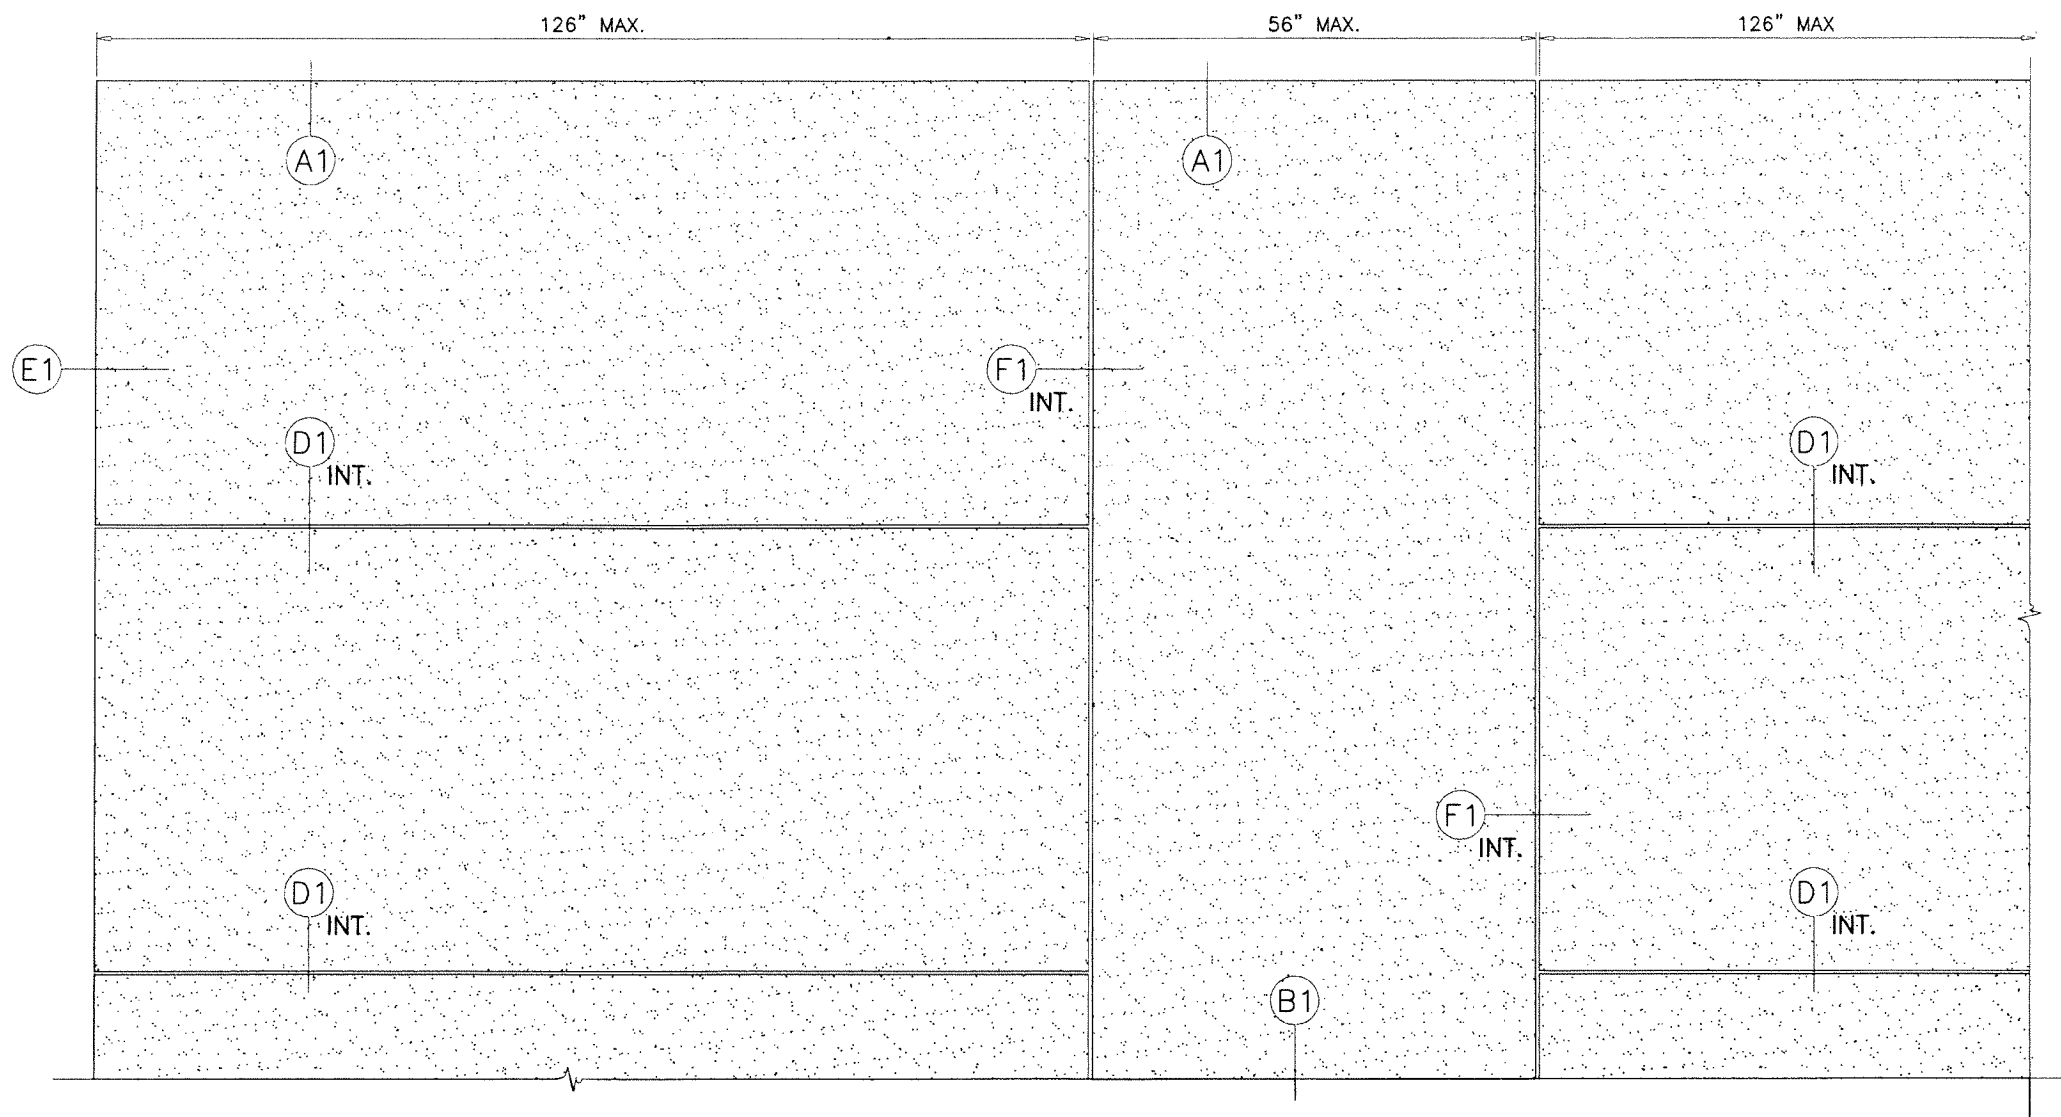 126" MAX.
56" MAX.
126" MAX
A1
A1
E1
F1
INT.
D1
INT.
D1
INT.
F1
INT.
D1
INT.
D1
INT.
B1